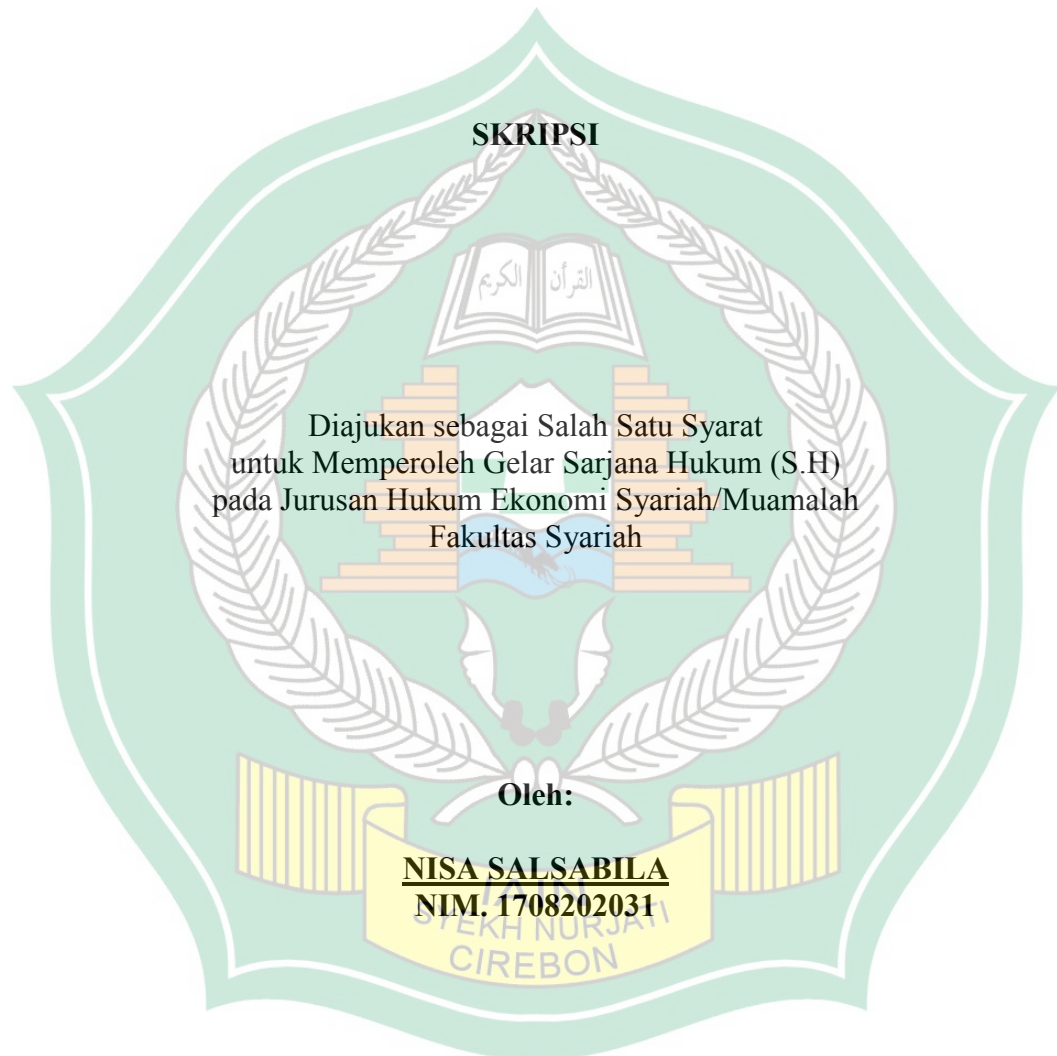 SKRIPSI
القرأن الكريم
Diajukan sebagai Salah Satu Syarat
untuk Memperoleh Gelar Sarjana Hukum (S.H)
pada Jurusan Hukum Ekonomi Syariah/Muamalah
Fakultas Syariah
Oleh:
NISA SALSABILA
NIM. 1708202031
IAIN
SYEKH NURJATI
CIREBON